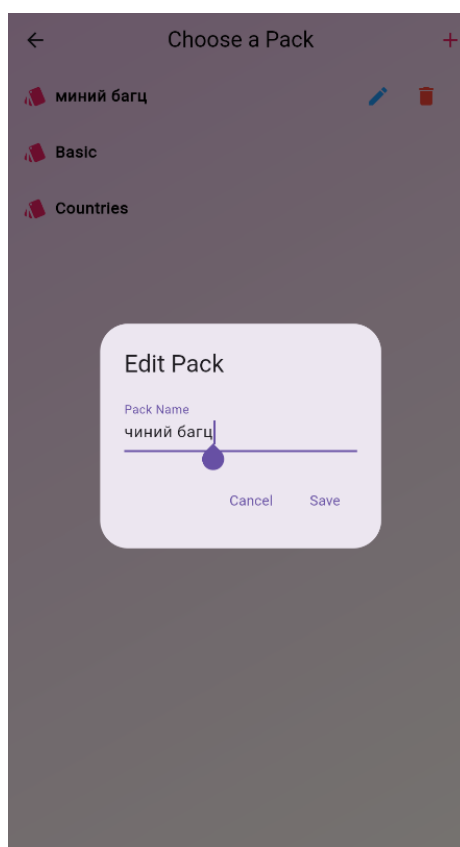 Choose a Pack
миний багц
Basic
Countries
Edit Pack
Pack Name
чиний багц
Cancel Save